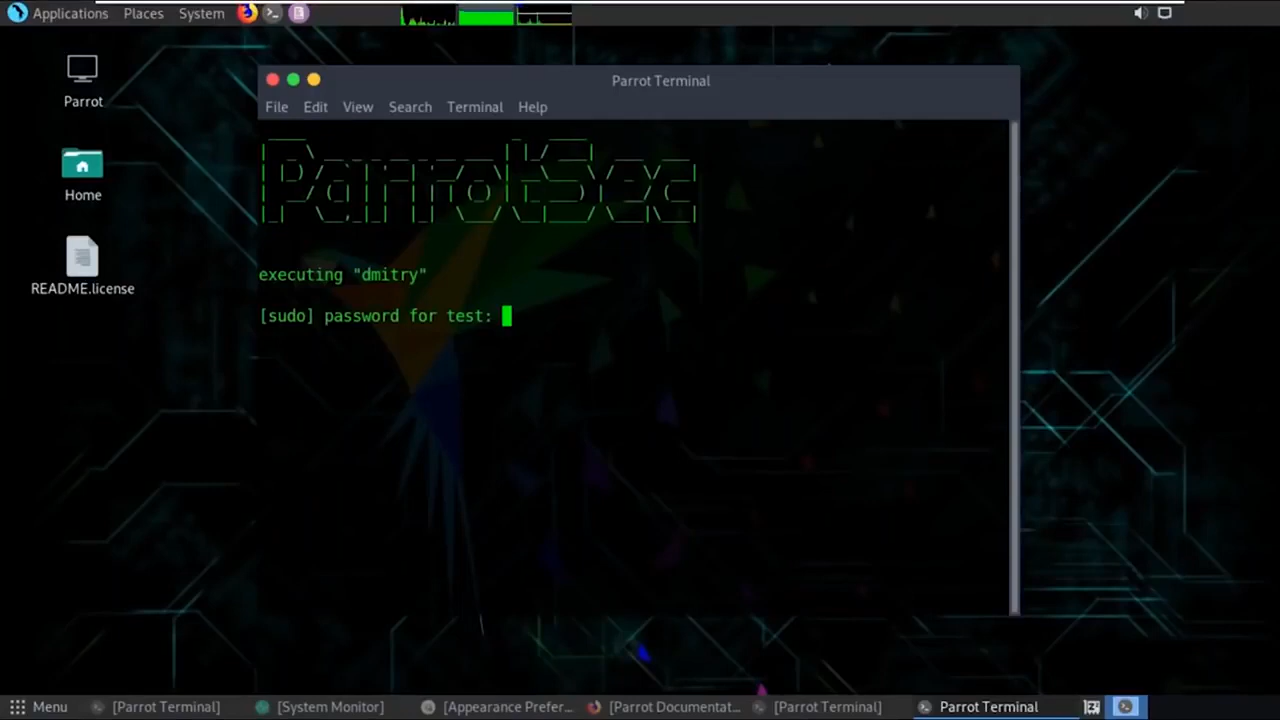 Applications Places System
Parrot Terminal
Parrot
File Edit View Search Terminal Help
ParrotSec
Home
executing "dmitry"
README.license
[sudo] password for test:
Menu [Parrot Terminal] [System Monitor] [Appearance Prefer... [Parrot Documentat... [Parrot Terminal] Parrot Terminal